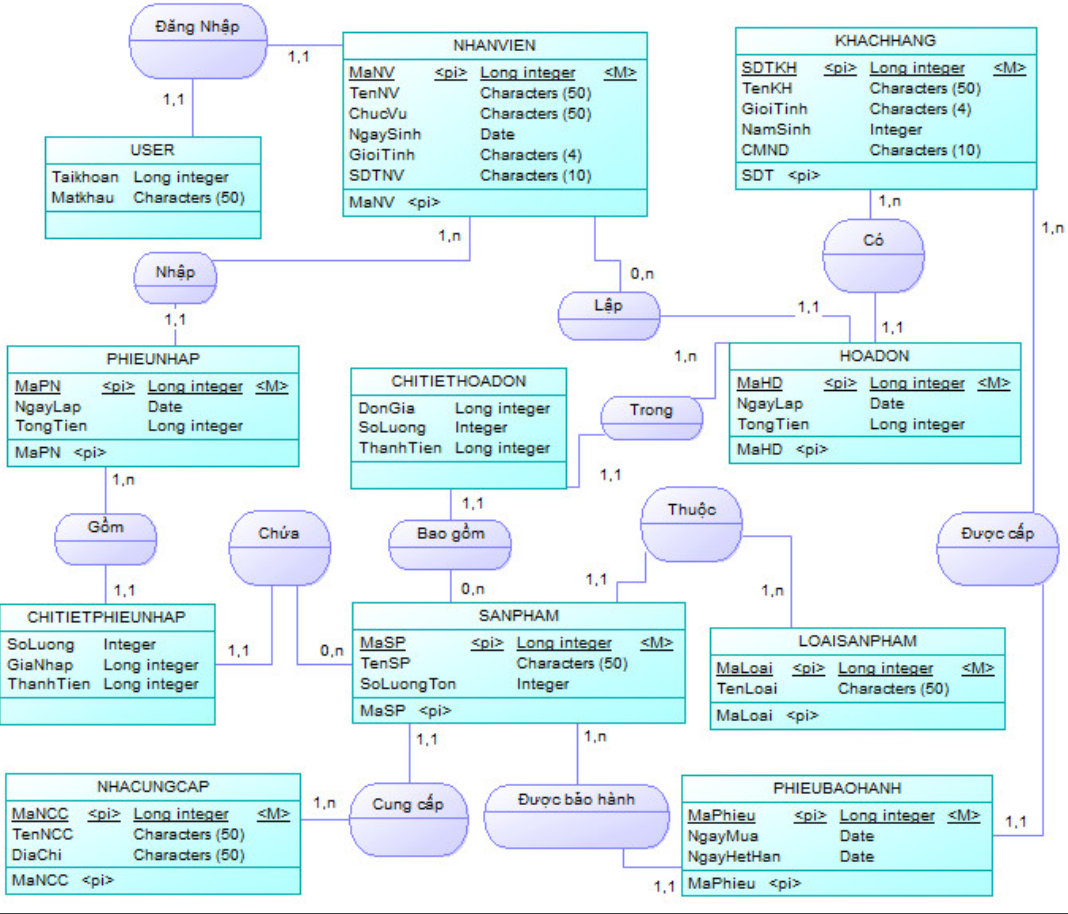 Đăng Nhập
1,1
1,1
NHANVIEN
MaNV <pi> Long integer <M>
TenNV Characters (50)
ChucVu Characters (50)
NgaySinh Date
GioiTinh Characters (4)
SDTNV Characters (10)
MaNV <pi>
KHACHHANG
SDTKH <pi> Long integer <M>
TenKH Characters (50)
GioiTinh Characters (4)
NamSinh Integer
CMND Characters (10)
SDT <pi>
USER
Taikhoan Long integer
Matkhau Characters (50)
1,n
1,n
1,n
Có
Nhập
0,n
Lập
1,1
1,1
1,1
PHIEUNHAP
MaPN <pi> Long integer <M>
NgayLap Date
TongTien Long integer
MaPN <pi>
CHITIETHOADON
DonGia Long integer
SoLuong Integer
ThanhTien Long integer
1,n
Trong
1,1
HOADON
MaHD <pi> Long integer <M>
NgayLap Date
TongTien Long integer
MaHD <pi>
1,n
Gồm
1,1
Chứa
1,1
Bao gồm
0,n
Thuộc
1,1
1,n
Được cấp
CHITIETPHIEUNHAP
SoLuong Integer
GiaNhap Long integer
ThanhTien Long integer
1,1
0,n
SANPHAM
MaSP <pi> Long integer <M>
TenSP Characters (50)
SoLuongTon Integer
MaSP <pi>
LOAISANPHAM
MaLoai <pi> Long integer <M>
TenLoai Characters (50)
MaLoai <pi>
1,1
1,n
NHACUNGCAP
MaNCC <pi> Long integer <M>
TenNCC Characters (50)
DiaChi Characters (50)
MaNCC <pi>
1,n
Cung cấp
Được bảo hành
1,1
PHIEUBAOHANH
MaPhieu <pi> Long integer <M>
NgayMua Date
NgayHetHan Date
MaPhieu <pi>
1,1